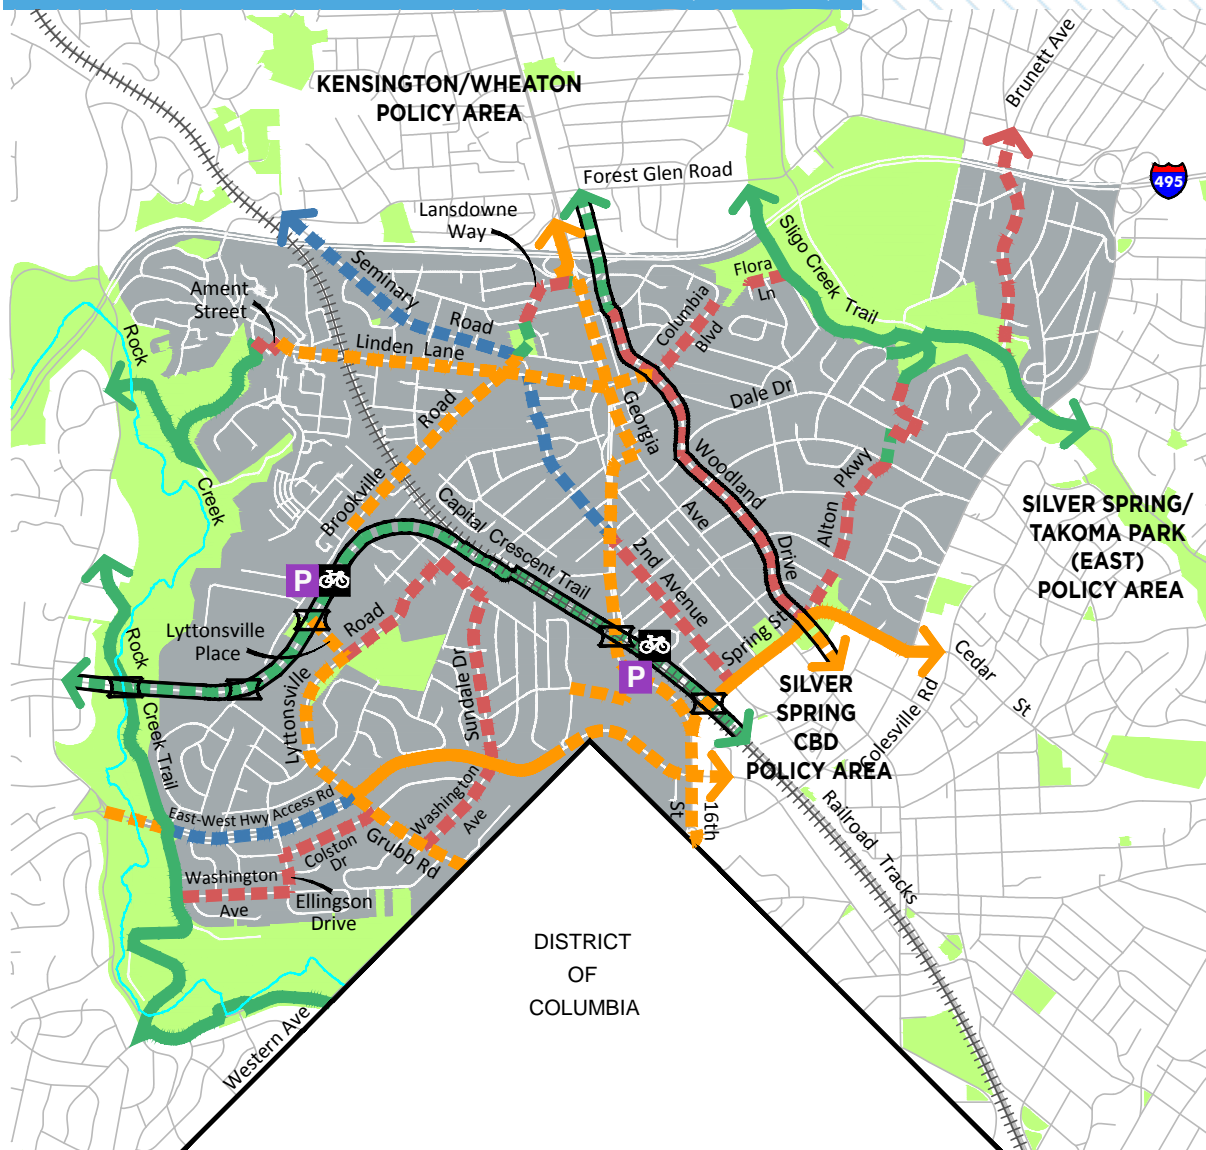 KENSINGTON/WHEATON
POLICY AREA
Brunett Ave
495
Forest Glen Road
Lansdowne
Way
Sligo Creek Trail
Flora
Ln
Seminary
Road
Ament
Street
Columbia
Blvd
Rock
Creek
Linden Lane
Dale Dr
Georgia
Ave
Road
Brookville
Woodland
Drive
Alton
Pkwy
SILVER SPRING/
TAKOMA PARK
(EAST)
POLICY AREA
Capital Crescent Trail
2nd Avenue
P
Lyttonsville
Place
Lyttonsville
Road
Rock
Creek Trail
Spring St
P
Cedar
St
SILVER
SPRING
CBD
POLICY AREA
Colesville Rd
Sundale Dr
East-West Hwy Access Rd
Washington
Ave
16th
St
Railroad Tracks
Colston
Dr
Grubb Rd
Washington
Ave
Ellingson
Drive
DISTRICT
OF
COLUMBIA
Western Ave